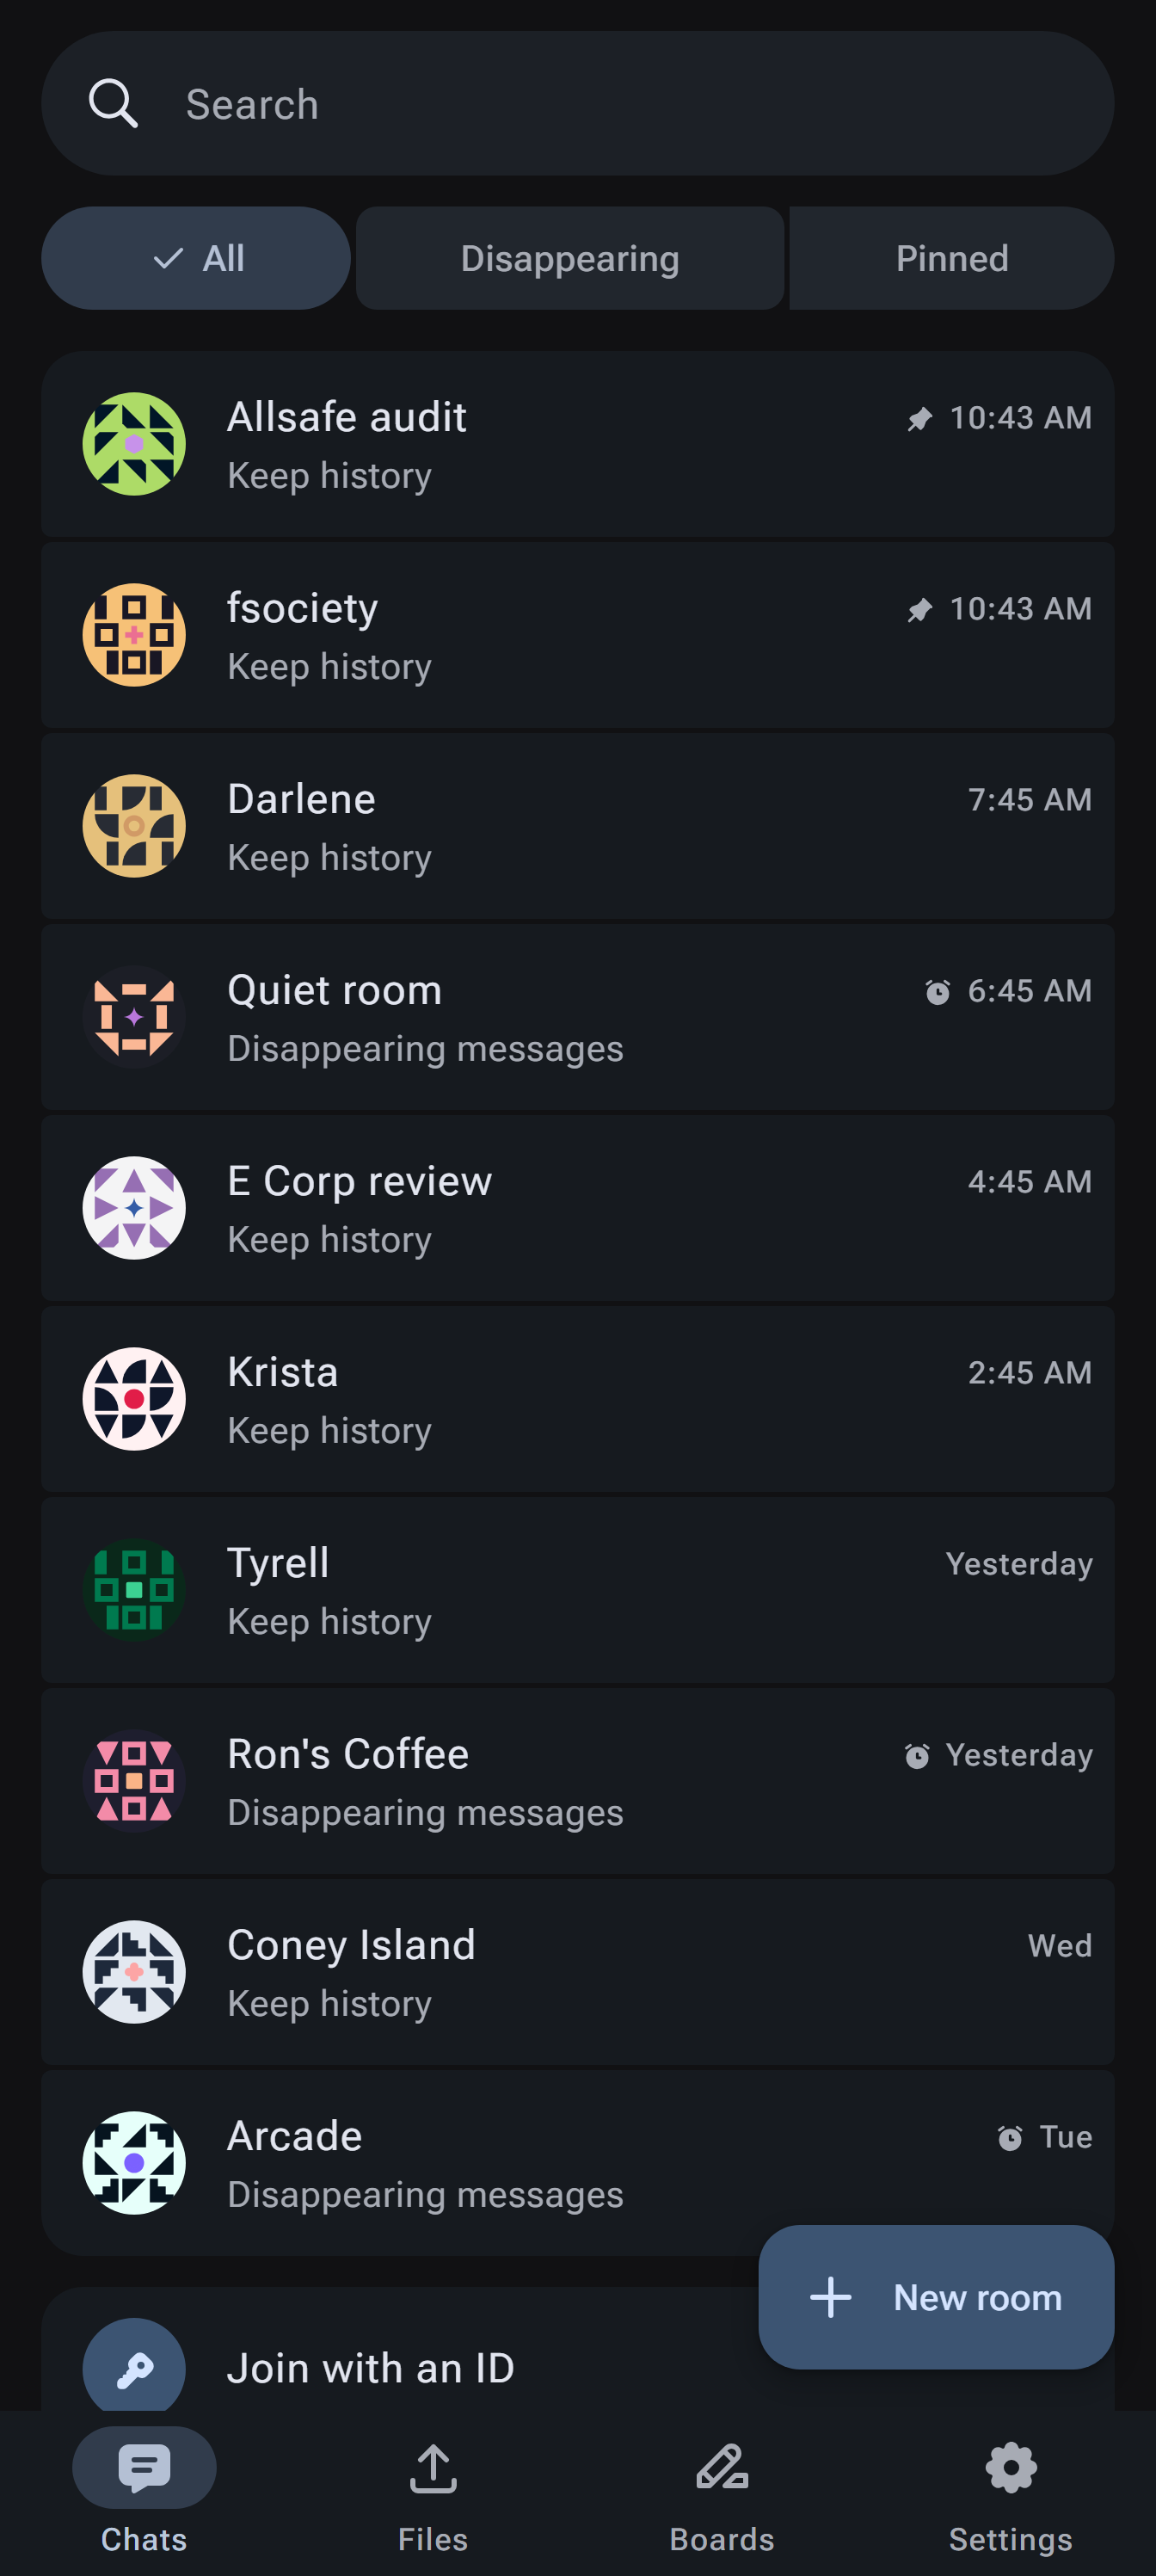 Search
All
Disappearing
Pinned
Allsafe audit
10:43 AM
Keep history
fsociety
10:43 AM
Keep history
Darlene
7:45 AM
Keep history
Quiet room
6:45 AM
Disappearing messages
E Corp review
4:45 AM
Keep history
Krista
2:45 AM
Keep history
Tyrell
Yesterday
Keep history
Ron's Coffee
Yesterday
Disappearing messages
Coney Island
Wed
Keep history
Arcade
Tue
Disappearing messages
New room
Join with an ID
Chats
Files
Boards
Settings